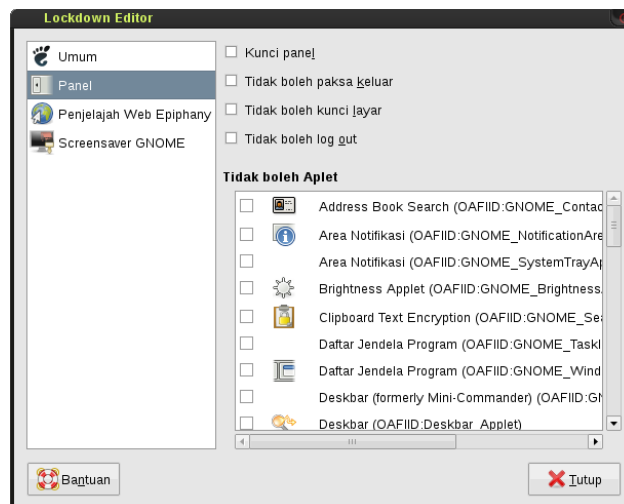 Lockdown Editor
Umum
Panel
Penjelajah Web Epiphany
Screensaver GNOME
Kunci panel
Tidak boleh paksa keluar
Tidak boleh kunci layar
Tidak boleh log out
Tidak boleh Aplet
Address Book Search (OAFIID:GNOME_Contac
Area Notifikasi (OAFIID:GNOME_NotificationAre
Area Notifikasi (OAFIID:GNOME_SystemTrayAp
Brightness Applet (OAFIID:GNOME_Brightness
Clipboard Text Encryption (OAFIID:GNOME_Sea
Daftar Jendela Program (OAFIID:GNOME_Taskl
Daftar Jendela Program (OAFIID:GNOME_Wind
Deskbar (formerly Mini-Commander) (OAFIID:GN
Deskbar (OAFIID:Deskbar_Applet)
Bantuan
Tutup